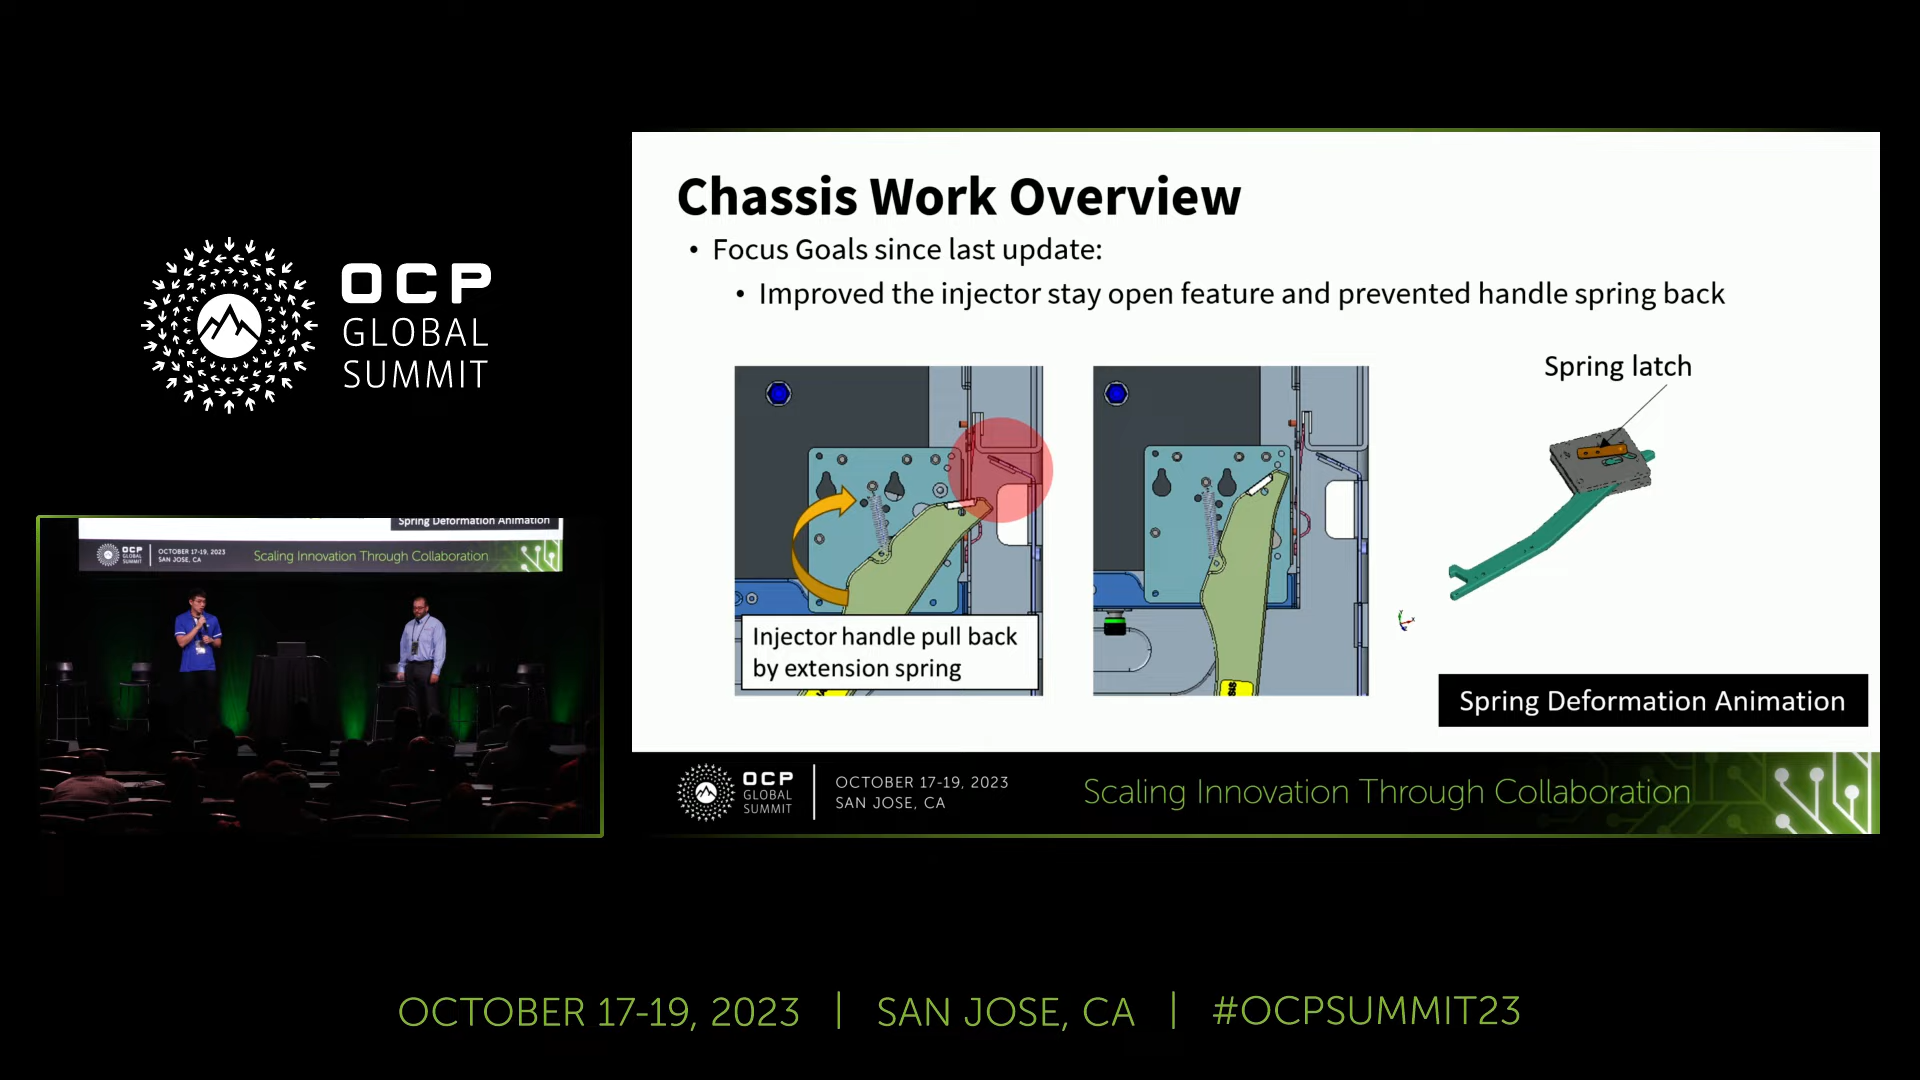 OCP
GLOBAL
SUMMIT
Chassis Work Overview
• Focus Goals since last update:
• Improved the injector stay open feature and prevented handle spring back
Spring latch
Injector handle pull back
by extension spring
Spring Deformation Animation
OCP
GLOBAL
SUMMIT
OCTOBER 17-19, 2023
SAN JOSE, CA
Scaling Innovation Through Collaboration
Spring Deformation Animation
OCP
GLOBAL
SUMMIT
OCTOBER 17-19, 2023
SAN JOSE, CA
Scaling Innovation Through Collaboration
OCTOBER 17-19, 2023 | SAN JOSE, CA | #OCPSUMMIT23